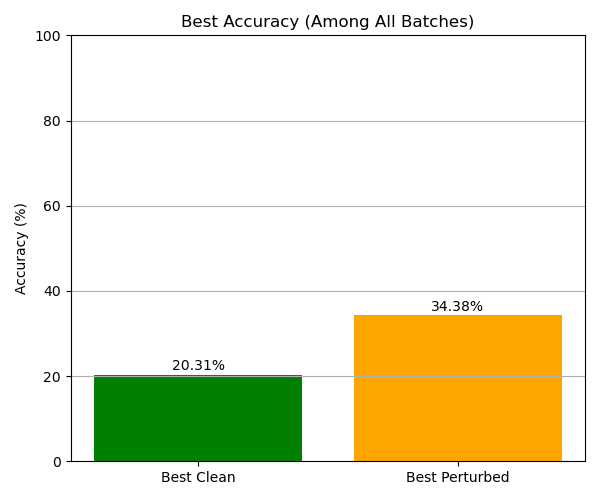 Best Accuracy (Among All Batches)
100
80
60
40
20
0
Accuracy (%)
20.31%
34.38%
Best Clean
Best Perturbed